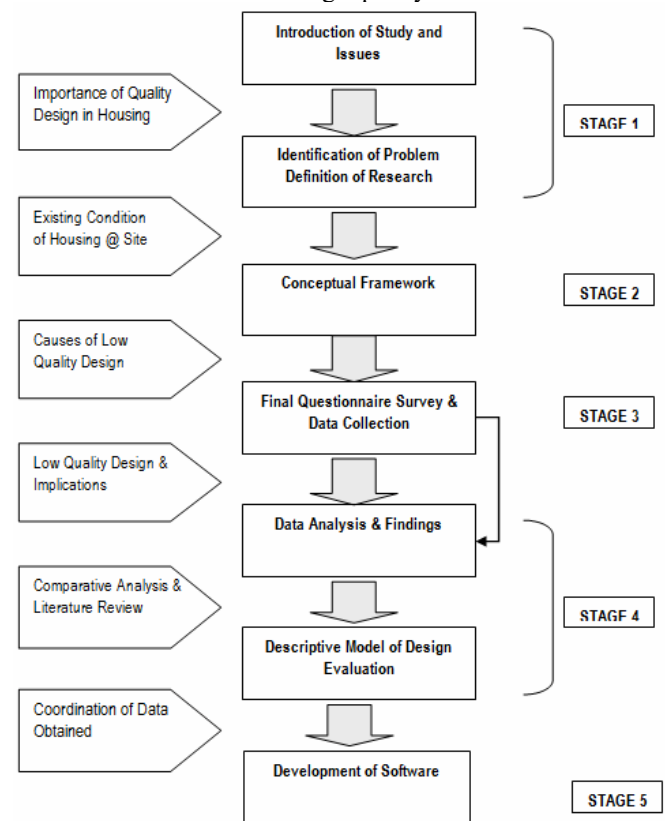 Introduction of Study and
Issues
Importance of Quality
Design in Housing
STAGE 1
Identification of Problem
Definition of Research
Existing Condition
of Housing @ Site
Conceptual Framework
STAGE 2
Causes of Low
Quality Design
Final Questionnaire Survey &
Data Collection
STAGE 3
Low Quality Design &
Implications
Data Analysis & Findings
Comparative Analysis &
Literature Review
STAGE 4
Descriptive Model of Design
Evaluation
Coordination of Data
Obtained
Development of Software
STAGE 5